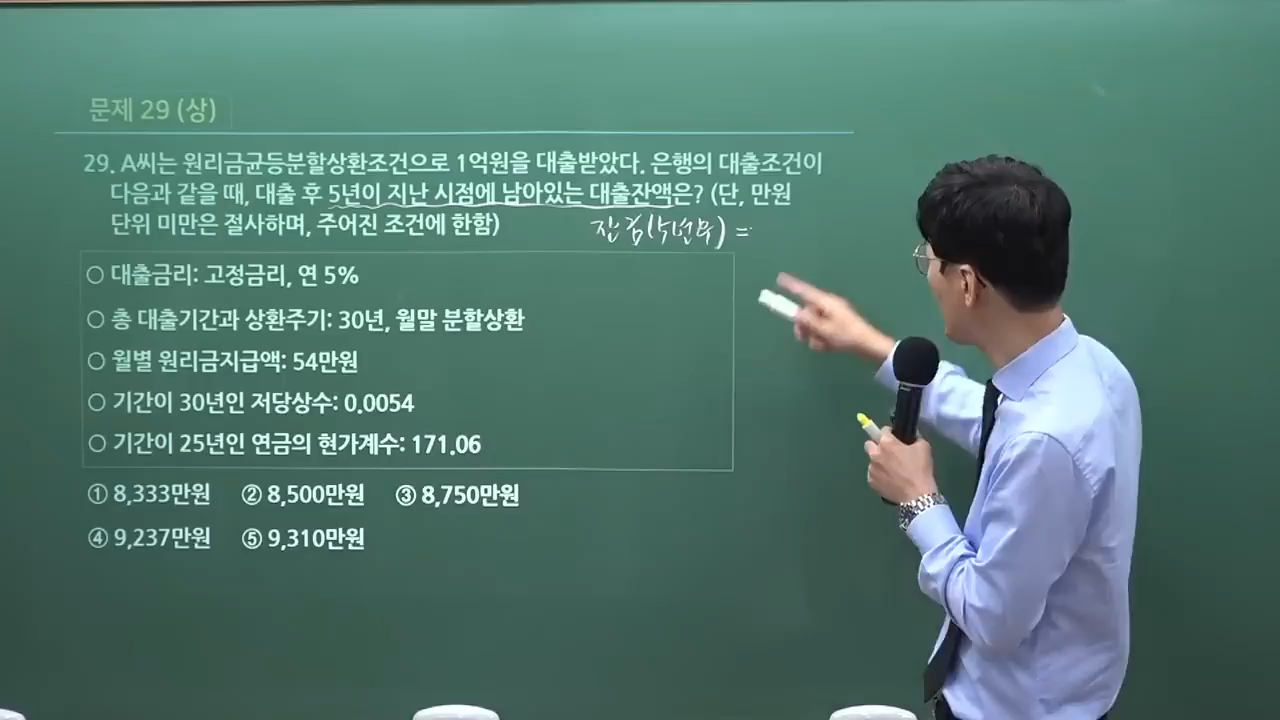 문제 29 (상)
29. A씨는 원리금균등분할상환조건으로 1억원을 대출받았다. 은행의 대출조건이
다음과 같을 때, 대출 후 5년이 지난 시점에 남아있는 대출잔액은? (단, 만원
단위 미만은 절사하며, 주어진 조건에 한함)
잔금(5년후) =
○ 대출금리: 고정금리, 연 5%
○ 총 대출기간과 상환주기: 30년, 월말 분할상환
○ 월별 원리금지급액: 54만원
○ 기간이 30년인 저당상수: 0.0054
○ 기간이 25년인 연금의 현가계수: 171.06
① 8,333만원 ② 8,500만원 ③ 8,750만원
④ 9,237만원 ⑤ 9,310만원